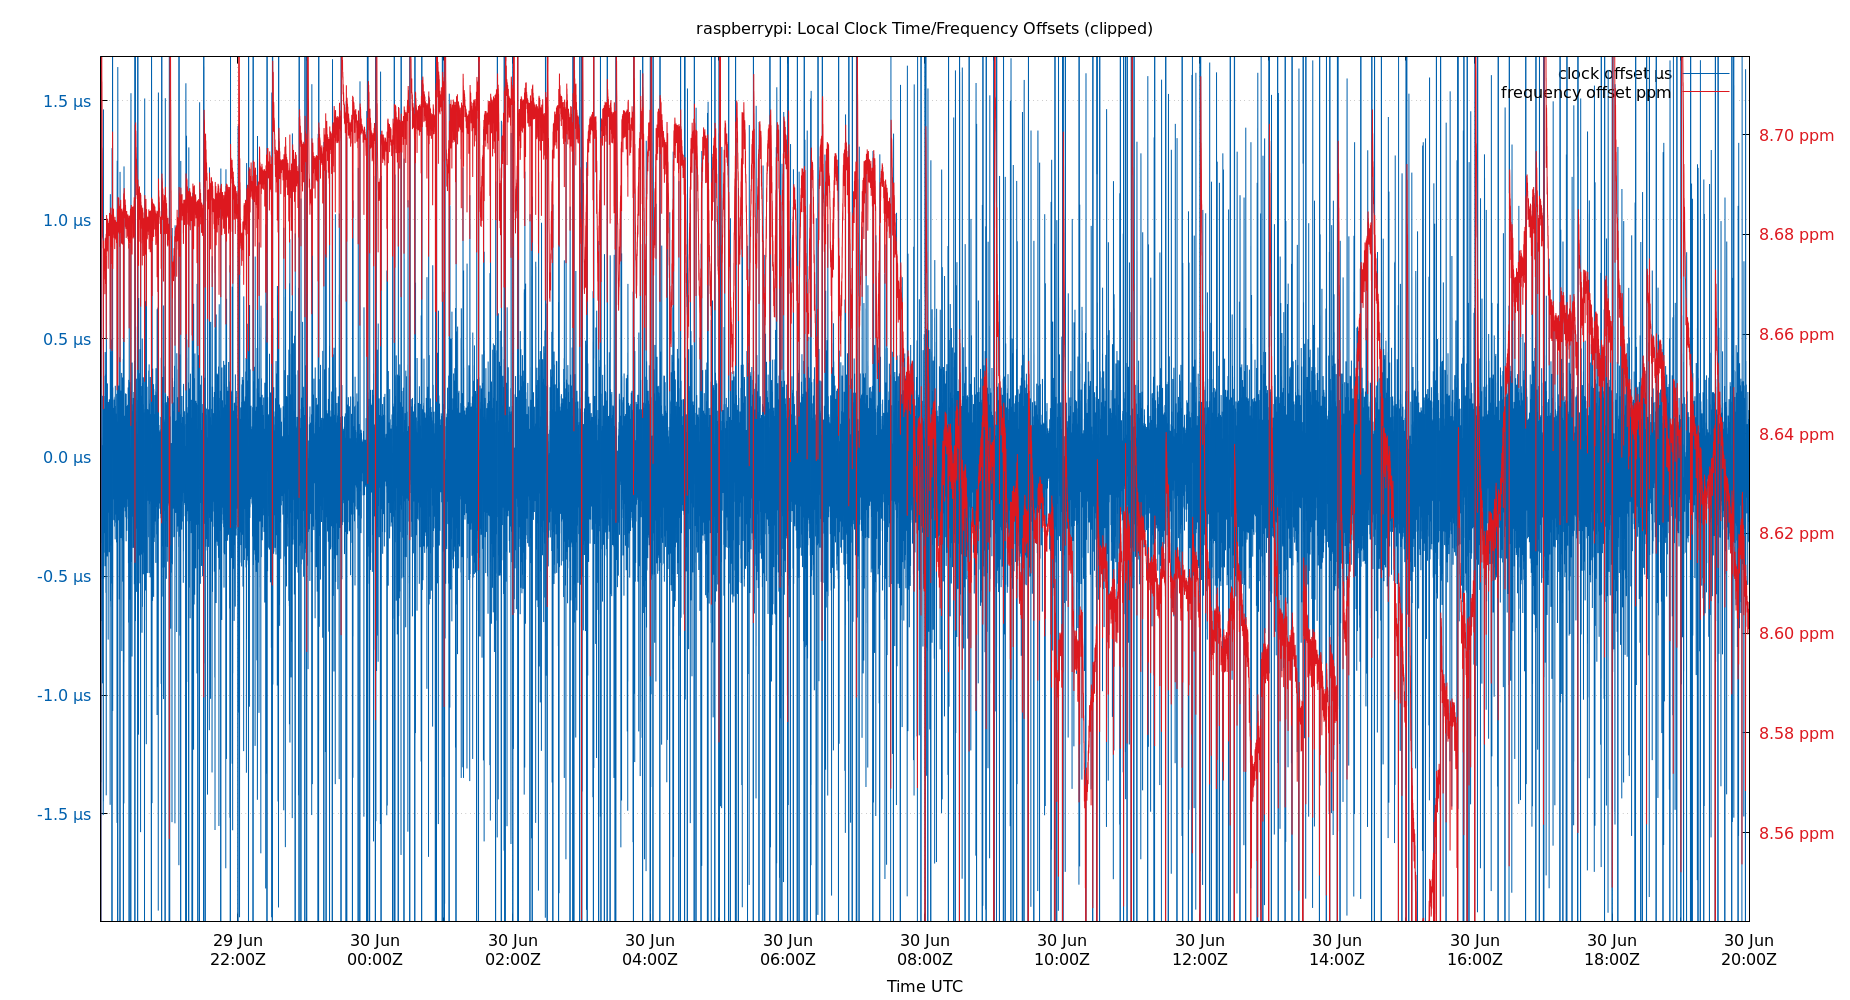 raspberrypi: Local Clock Time/Frequency Offsets (clipped)
clock offset µs
frequency offset ppm
1.5 µs
1.0 µs
0.5 µs
0.0 µs
-0.5 µs
-1.0 µs
-1.5 µs
8.70 ppm
8.68 ppm
8.66 ppm
8.64 ppm
8.62 ppm
8.60 ppm
8.58 ppm
8.56 ppm
29 Jun 30 Jun 30 Jun 30 Jun 30 Jun 30 Jun 30 Jun 30 Jun 30 Jun 30 Jun 30 Jun 30 Jun
22:00Z 00:00Z 02:00Z 04:00Z 06:00Z 08:00Z 10:00Z 12:00Z 14:00Z 16:00Z 18:00Z 20:00Z
Time UTC